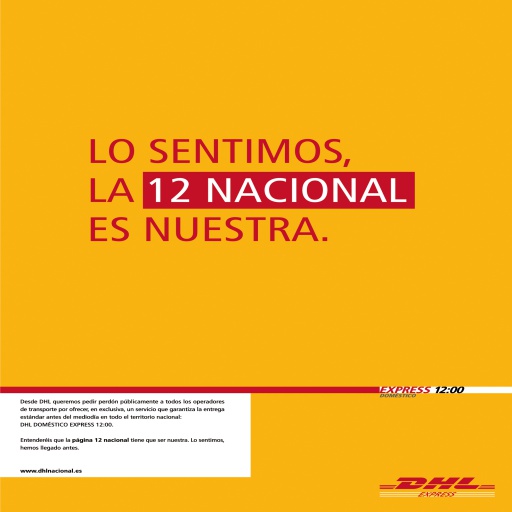 LO SENTIMOS,
LA 12 NACIONAL
ES NUESTRA.
EXPRESS 12:00
DOMÉSTICO
Desde DHL queremos pedir perdón públicamente a todos los operadores
de transporte por ofrecer, en exclusiva, un servicio que garantiza la entrega
estándar antes del mediodía en todo el territorio nacional:
DHL DOMÉSTICO EXPRESS 12:00.
Entenderéis que la página 12 nacional tiene que ser nuestra. Lo sentimos,
hemos llegado antes.
www.dhlnacional.es
DHL
EXPRESS